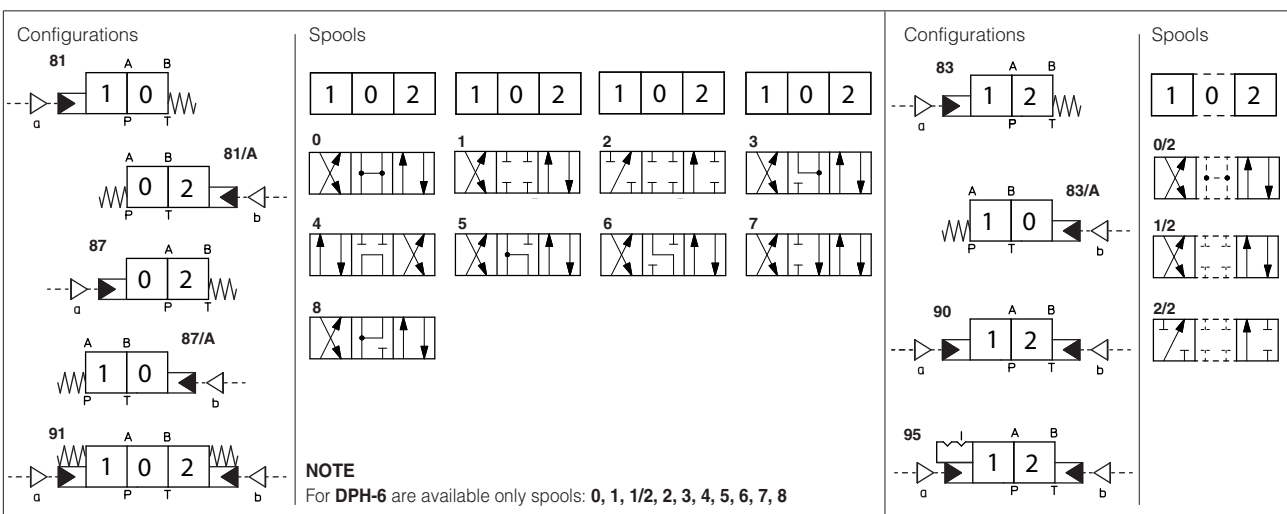 Configurations
Spools
81
A B
1 0
a
P T
A B
81/A
0 2
P T
b
87
A B
0 2
a
P T
87/A
A B
1 0
P T
b
91
A B
1 0 2
a
P T
b
1 0 2
1 0 2
1 0 2
1 0 2
0
1
2
3
4
5
6
7
8
NOTE
For DPH-6 are available only spools: 0, 1, 1/2, 2, 3, 4, 5, 6, 7, 8
Configurations
Spools
83
A B
1 2
a
P T
A B
83/A
1 0
P T
b
90
A B
1 2
a
P T
b
95
I
A B
1 2
a
P T
b
1 0 2
0/2
1/2
2/2